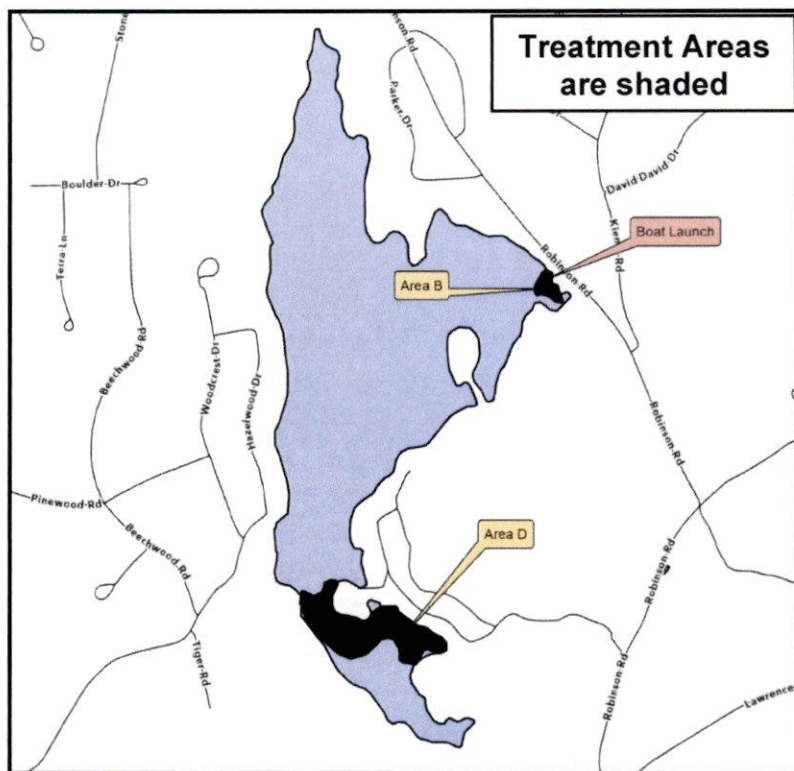 Treatment Areas
are shaded
Stone
inson Rd
Parker Dr
David David Dr
Boulder Dr
Terra Ln
Boat Launch
Robinson Rd
Area B
Beechwood Rd
Woodcrest Dr
Hazelwood Dr
Robinson Rd
Pinewood Rd
Beechwood Rd
Area D
Robinson Rd
Tiger Rd
Robinson Rd
Lawrence